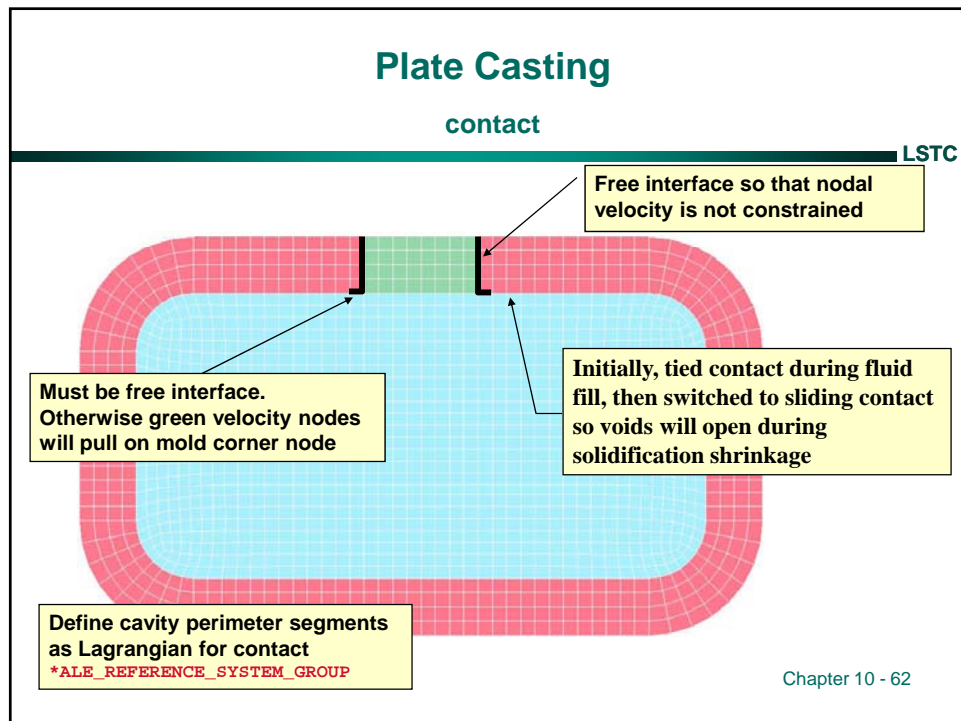 Plate Casting
contact
LSTC
Free interface so that nodal
velocity is not constrained
Must be free interface.
Otherwise green velocity nodes
will pull on mold corner node
Initially, tied contact during fluid
fill, then switched to sliding contact
so voids will open during
solidification shrinkage
Define cavity perimeter segments
as Lagrangian for contact
*ALE_REFERENCE_SYSTEM_GROUP
Chapter 10 - 62